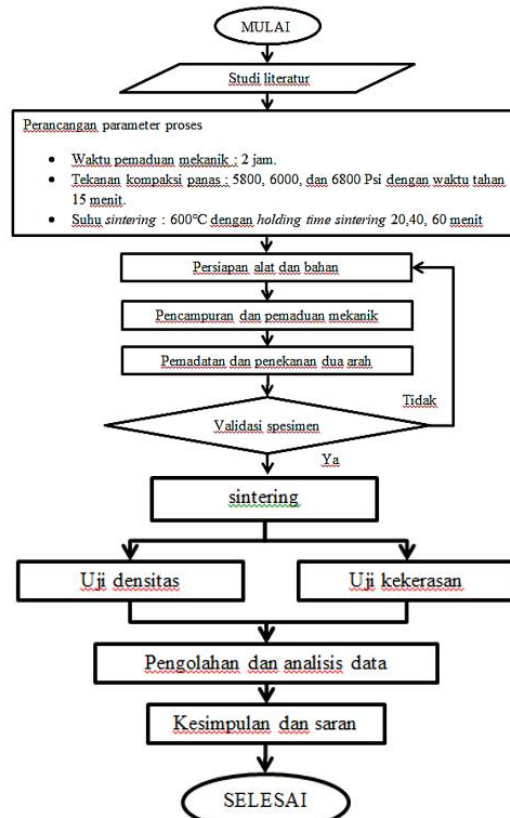 MULAI
Studi literatur
Perancangan parameter proses
• Waktu pemaduan mekanik : 2 jam.
• Tekanan kompaksi panas : 5800, 6000, dan 6800 Psi dengan waktu tahan
15 menit.
• Suhu sintering : 600°C dengan holding time sintering 20,40, 60 menit
Persiapan alat dan bahan
Pencampuran dan pemaduan mekanik
Pemadatan dan penekanan dua arah
Tidak
Validasi spesimen
Ya
sintering
Uji densitas
Uji kekerasan
Pengolahan dan analisis data
Kesimpulan dan saran
SELESAI